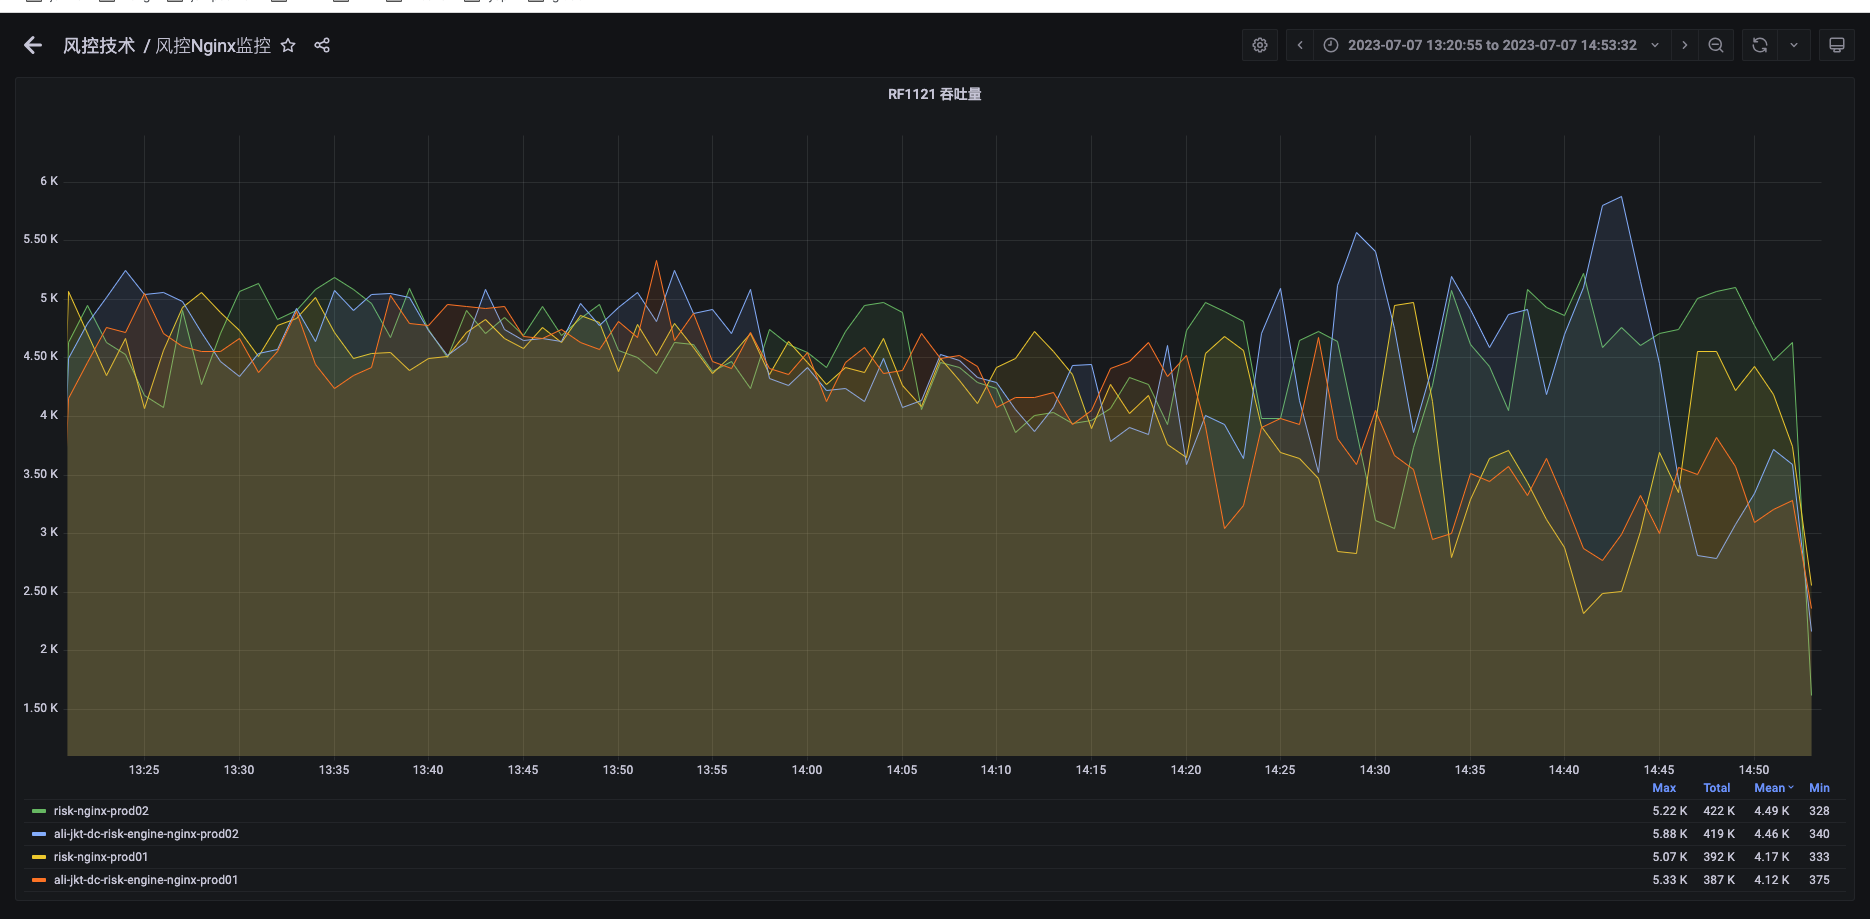 风控技术 / 风控Nginx监控
2023-07-07 13:20:55 to 2023-07-07 14:53:32
RF1121 吞吐量
6 K
5.50 K
5 K
4.50 K
4 K
3.50 K
3 K
2.50 K
2 K
1.50 K
13:25 13:30 13:35 13:40 13:45 13:50 13:55 14:00 14:05 14:10 14:15 14:20 14:25 14:30 14:35 14:40 14:45 14:50
Max Total Mean Min
risk-nginx-prod02 5.22 K 422 K 4.49 K 328
ali-jkt-dc-risk-engine-nginx-prod02 5.88 K 419 K 4.46 K 340
risk-nginx-prod01 5.07 K 392 K 4.17 K 333
ali-jkt-dc-risk-engine-nginx-prod01 5.33 K 387 K 4.12 K 375